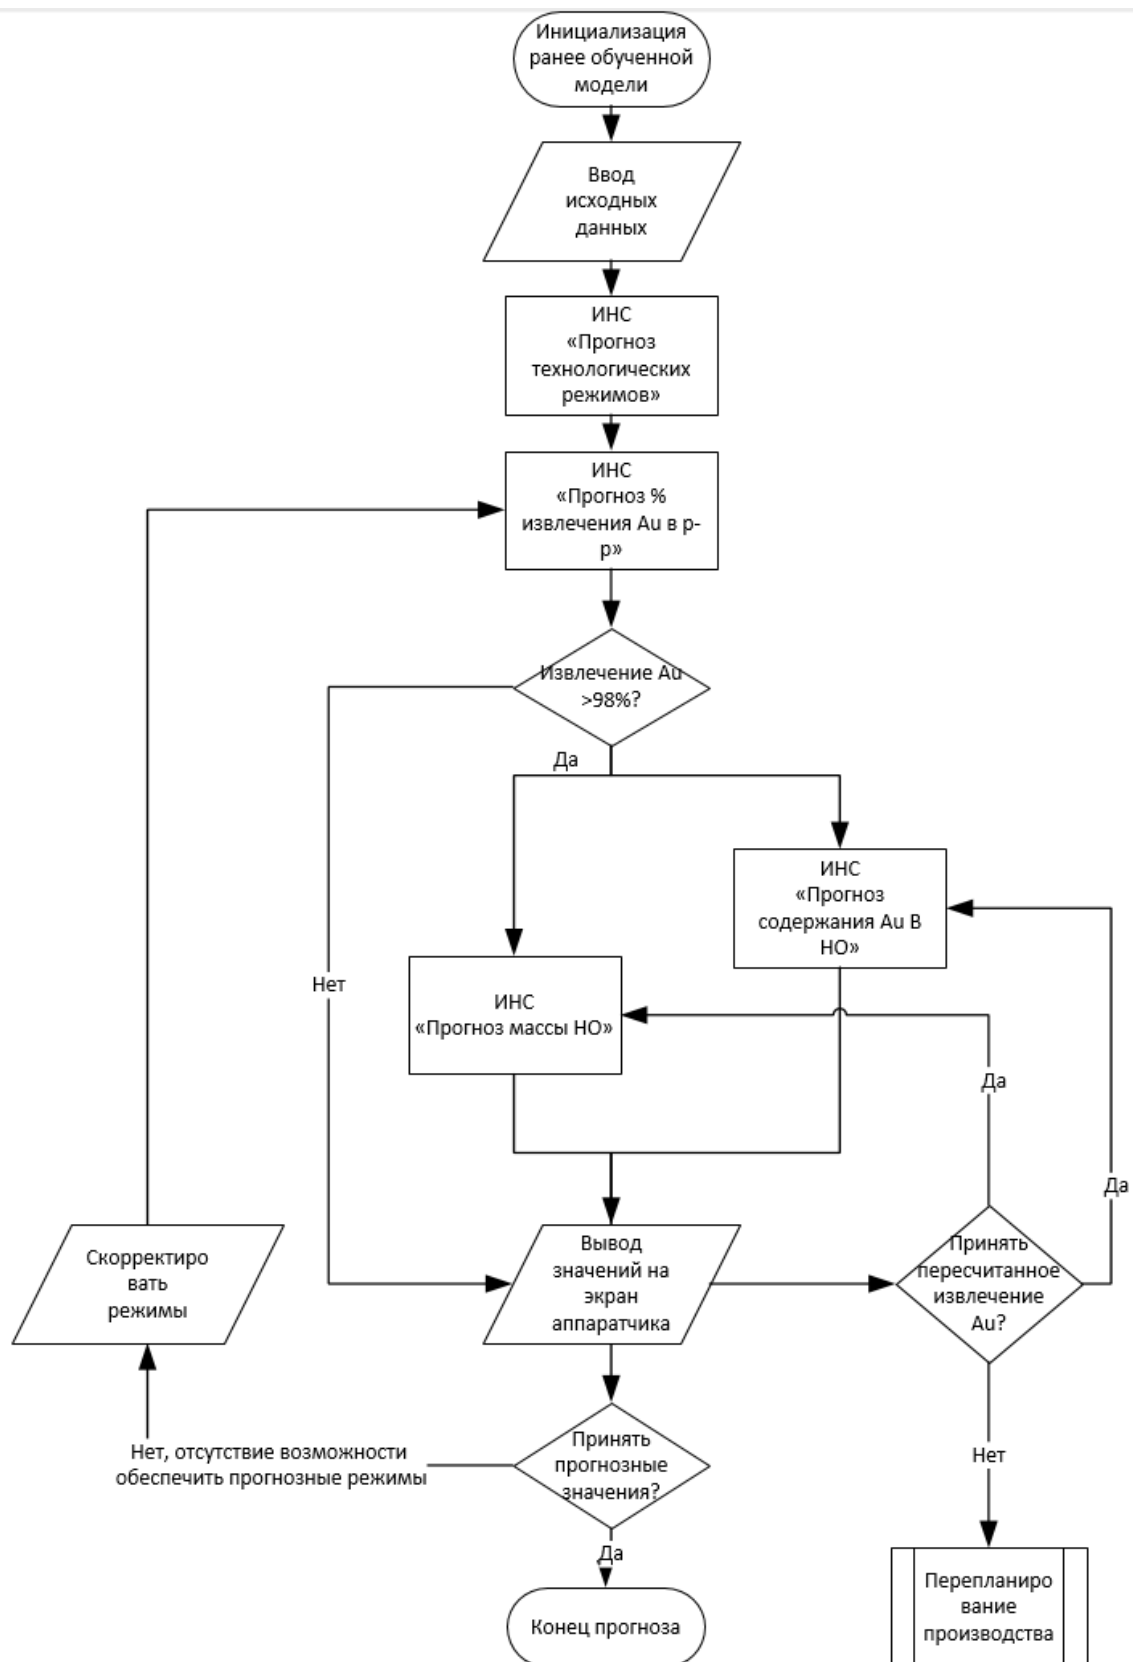 Инициализация
ранее обученной
модели
Ввод
исходных
данных
ИНС
«Прогноз
технологических
режимов»
ИНС
«Прогноз %
извлечения Au в р-
р»
Извлечение Au
>98%?
Да
ИНС
«Прогноз
содержания Au В
НО»
Нет
ИНС
«Прогноз массы НО»
Да
Да
Скорректиро
вать
режимы
Вывод
значений на
экран
аппаратчика
Принять
пересчитанное
извлечение
Au?
Нет, отсутствие возможности
обеспечить прогнозные режимы
Принять
прогнозные
значения?
Нет
Да
Конец прогноза
Перепланиро
вание
производства